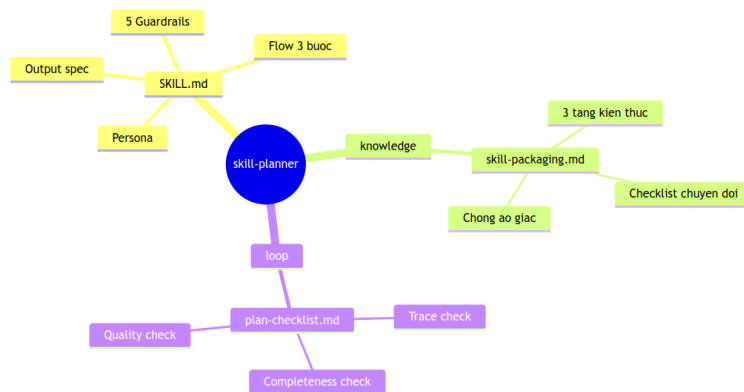 5 Guardrails
Flow 3 buoc
Output spec
SKILL.md
Persona
skill-planner
knowledge
3 tang kien thuc
skill-packaging.md
Checklist chuyen doi
Chong ao giac
loop
plan-checklist.md
Trace check
Quality check
Completeness check